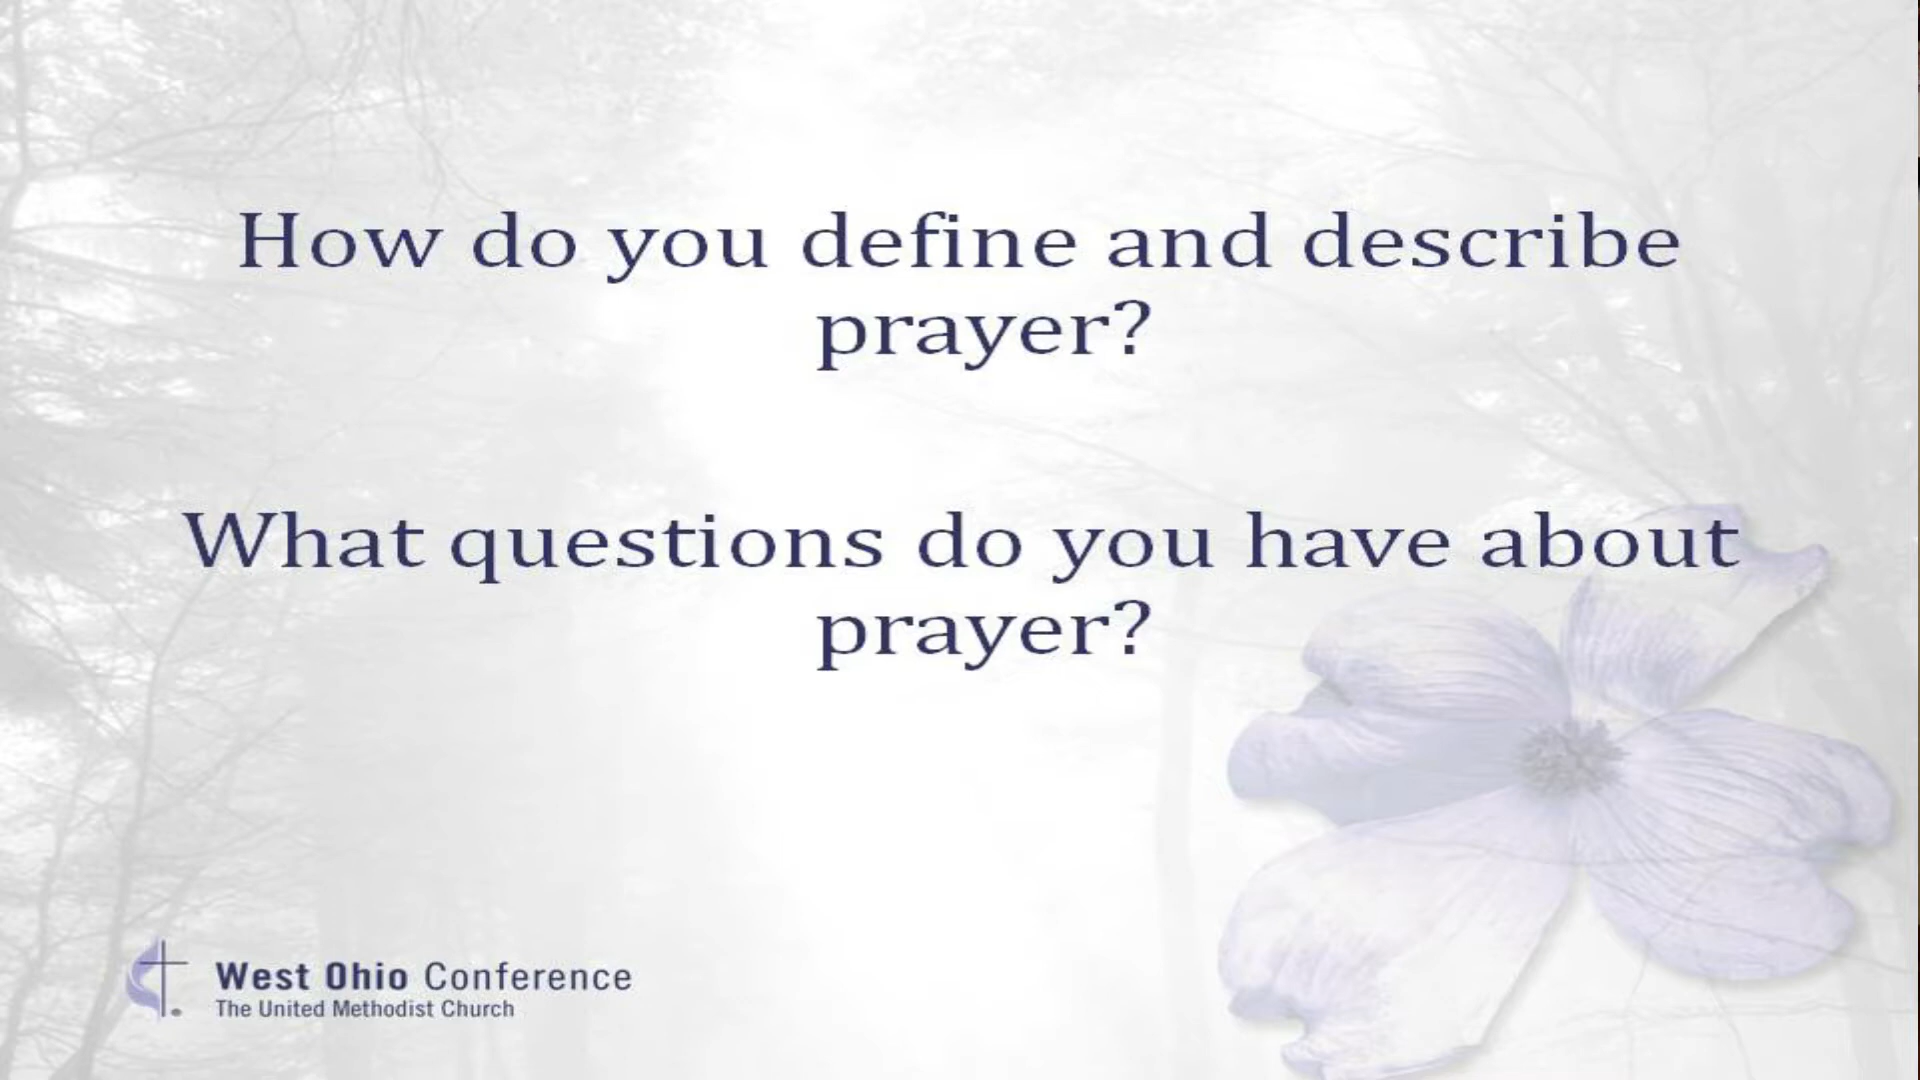 How do you define and describe
prayer?
What questions do you have about
prayer?
West Ohio Conference
The United Methodist Church